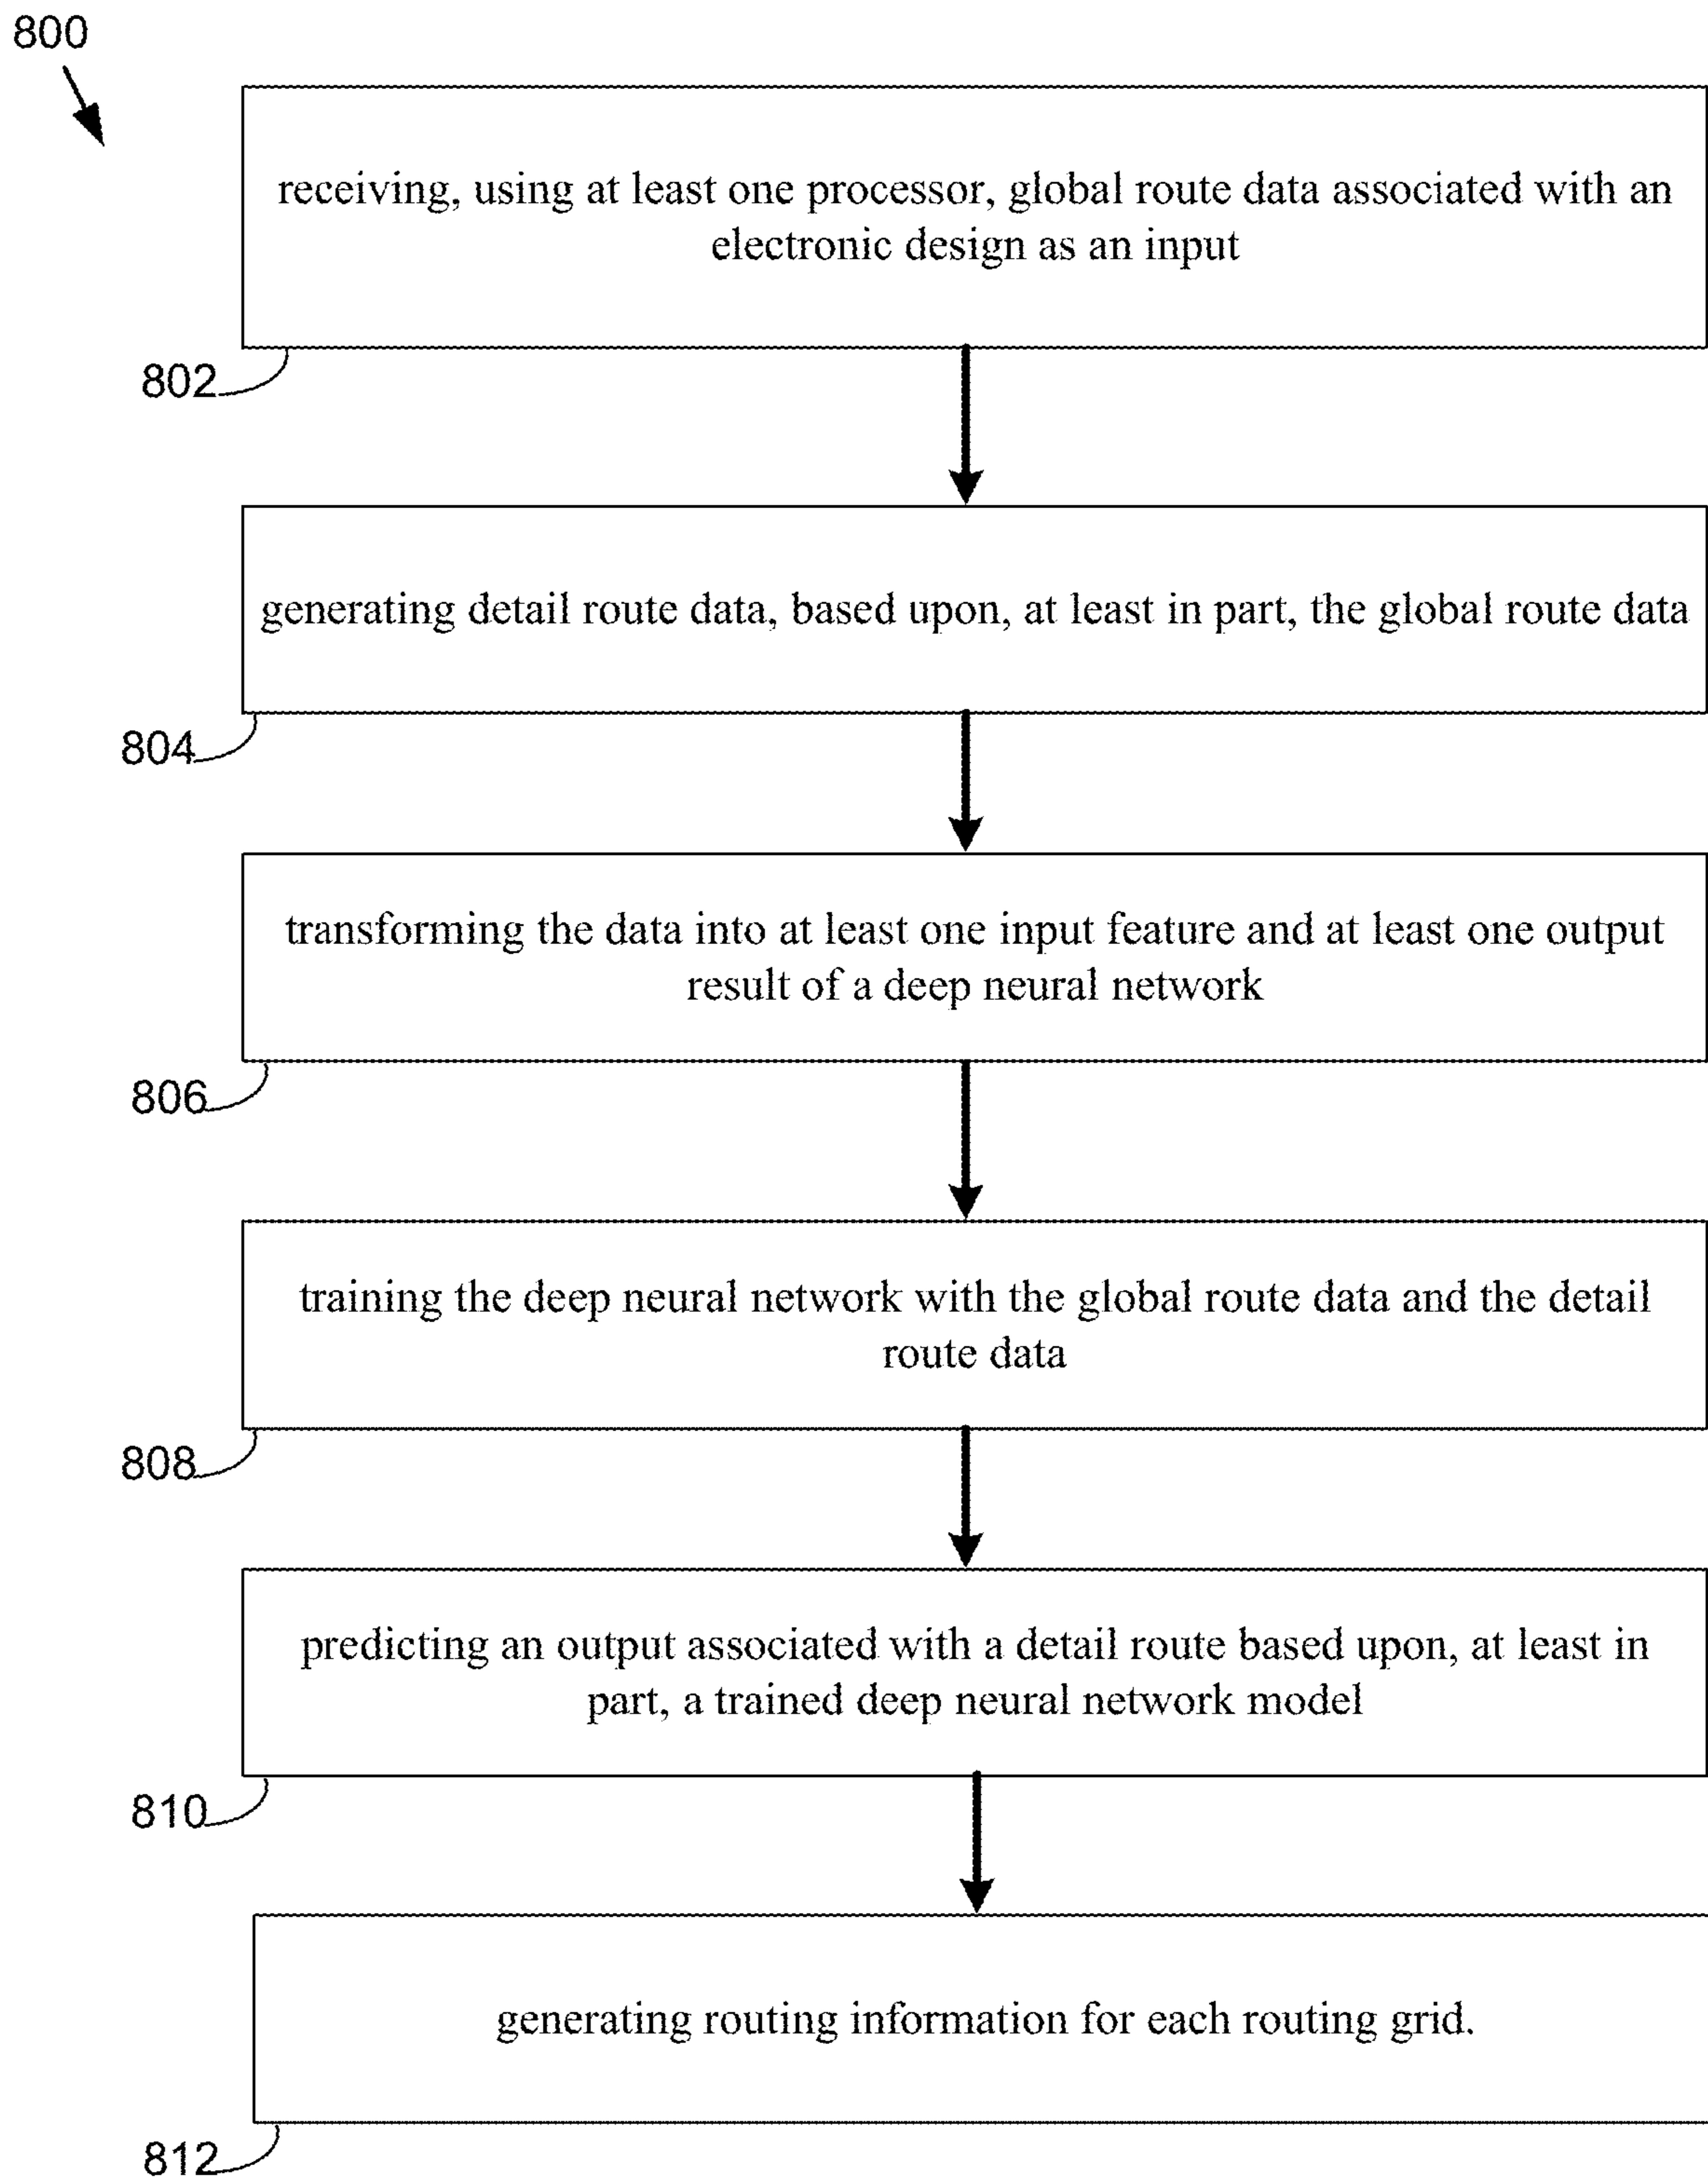 800
receiving, using at least one processor, global route data associated with an
electronic design as an input
802
generating detail route data, based upon, at least in part, the global route data
804
transforming the data into at least one input feature and at least one output
result of a deep neural network
806
training the deep neural network with the global route data and the detail
route data
808
predicting an output associated with a detail route based upon, at least in
part, a trained deep neural network model
810
generating routing information for each routing grid.
812